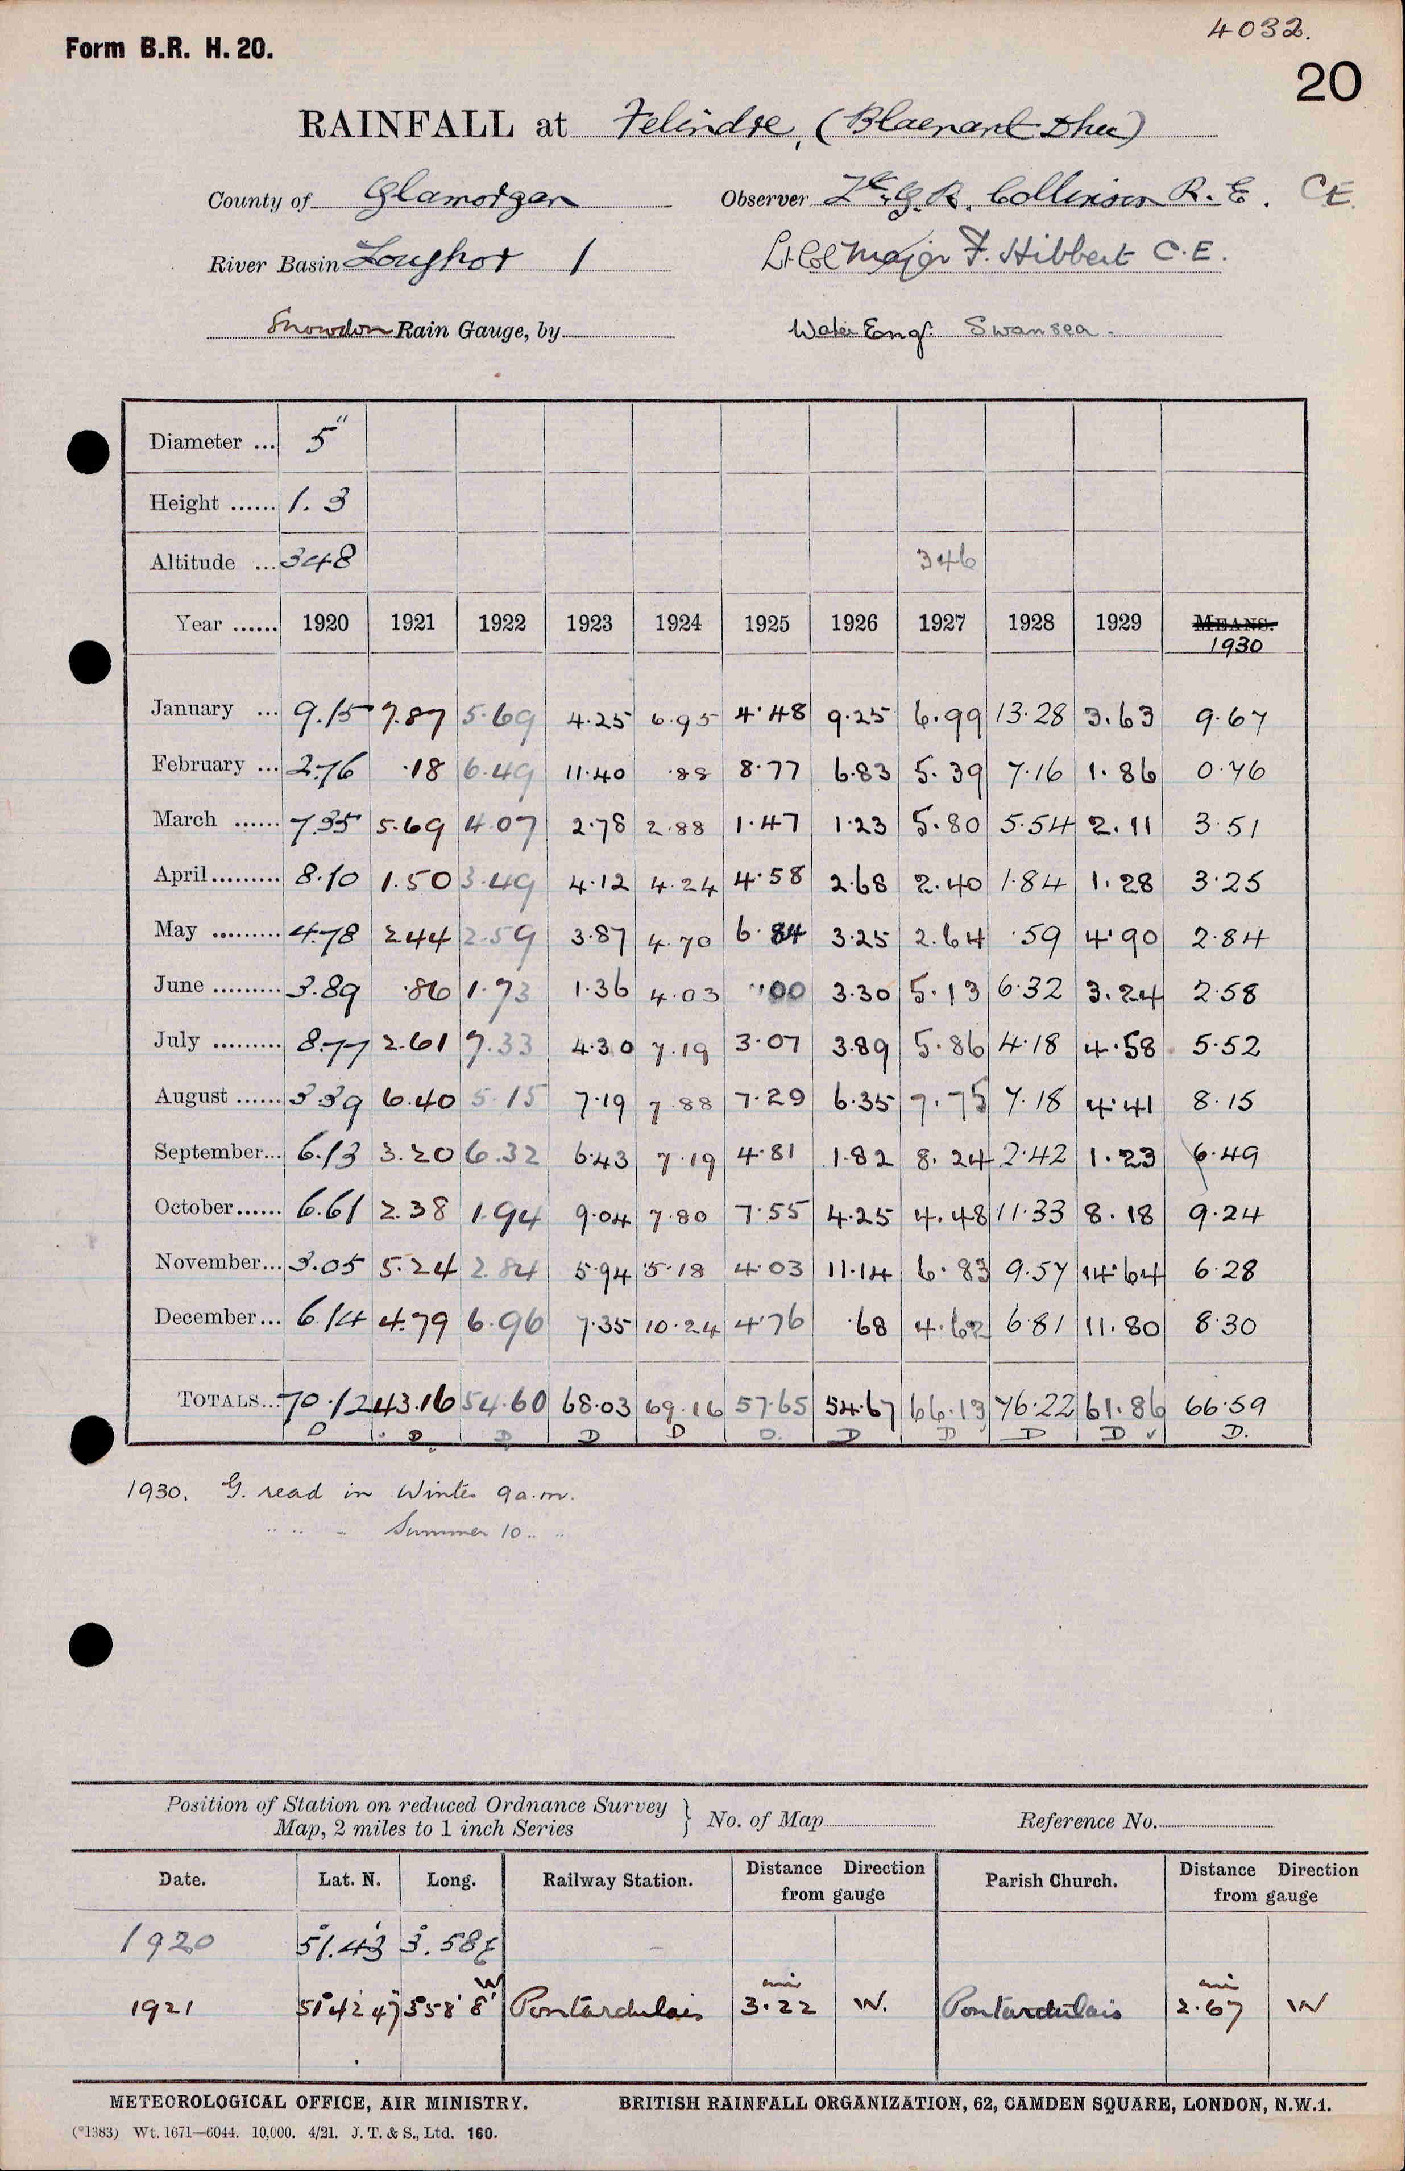 4032.
Form B.R. H. 20.
20
RAINFALL at Felindre, (Blaenant Dhu)
County of Glamorgan Observer Lt. G. R. Collinson R. E. CE.
River Basin Loughor 1 Lt Col Major F. Hibbert C.E.
Snowdon Rain Gauge, by Water Engr. Swansea.
Diameter ... 5"
Height ...... 1. 3
Altitude ... 348 346
Year ...... 1920 1921 1922 1923 1924 1925 1926 1927 1928 1929 MEANS.
1930
January ... 9.15 7.87 5.69 4.25 6.95 4.48 9.25 6.99 13.28 3.63 9.67
February ... 2.76 .18 6.49 11.40 .88 8.77 6.83 5.39 7.16 1.86 0.76
March ...... 7.35 5.69 4.07 2.78 2.88 1.47 1.23 5.80 5.54 2.11 3.51
April ......... 8.10 1.50 3.49 4.12 4.24 4.58 2.68 2.40 1.84 1.28 3.25
May ......... 4.78 2.44 2.59 3.87 4.70 6.84 3.25 2.64 .59 4.90 2.84
June ......... 3.89 .86 1.73 1.36 4.03 .00 3.30 5.13 6.32 3.24 2.58
July ......... 8.77 2.61 7.33 4.30 7.19 3.07 3.89 5.86 4.18 4.58 5.52
August ...... 3.39 6.40 5.15 7.19 7.88 7.29 6.35 7.75 7.18 4.41 8.15
September... 6.13 3.20 6.32 6.43 7.19 4.81 1.82 8.24 2.42 1.23 6.49
October...... 6.61 2.38 1.94 9.04 7.80 7.55 4.25 4.48 11.33 8.18 9.24
November... 3.05 5.24 2.84 5.94 5.18 4.03 11.14 6.83 9.57 14.64 6.28
December... 6.14 4.79 6.96 7.35 10.24 4.76 .68 4.62 6.81 11.80 8.30
TOTALS... 70.12 43.16 54.60 68.03 69.16 57.65 54.67 66.13 76.22 61.86 66.59
D D D D D D. D D D D ✓ D.
1930. G. read in Winter 9 a.m.
" " " Summer 10 " "
Position of Station on reduced Ordnance Survey } No. of Map Reference No.
Map, 2 miles to 1 inch Series
Date. Lat. N. Long. Railway Station. Distance Direction from gauge Parish Church. Distance Direction from gauge
1920 51°.43' 3°.58
1921 51° 42' 47" 3° 58' 8" W Pontardulais 3.22 mi W. Pontardulais 2.67 mi W
METEOROLOGICAL OFFICE, AIR MINISTRY. BRITISH RAINFALL ORGANIZATION, 62, CAMDEN SQUARE, LONDON, N.W.1.
(*1383) Wt. 1671—6044. 10,000. 4/21. J. T. & S., Ltd. 160.